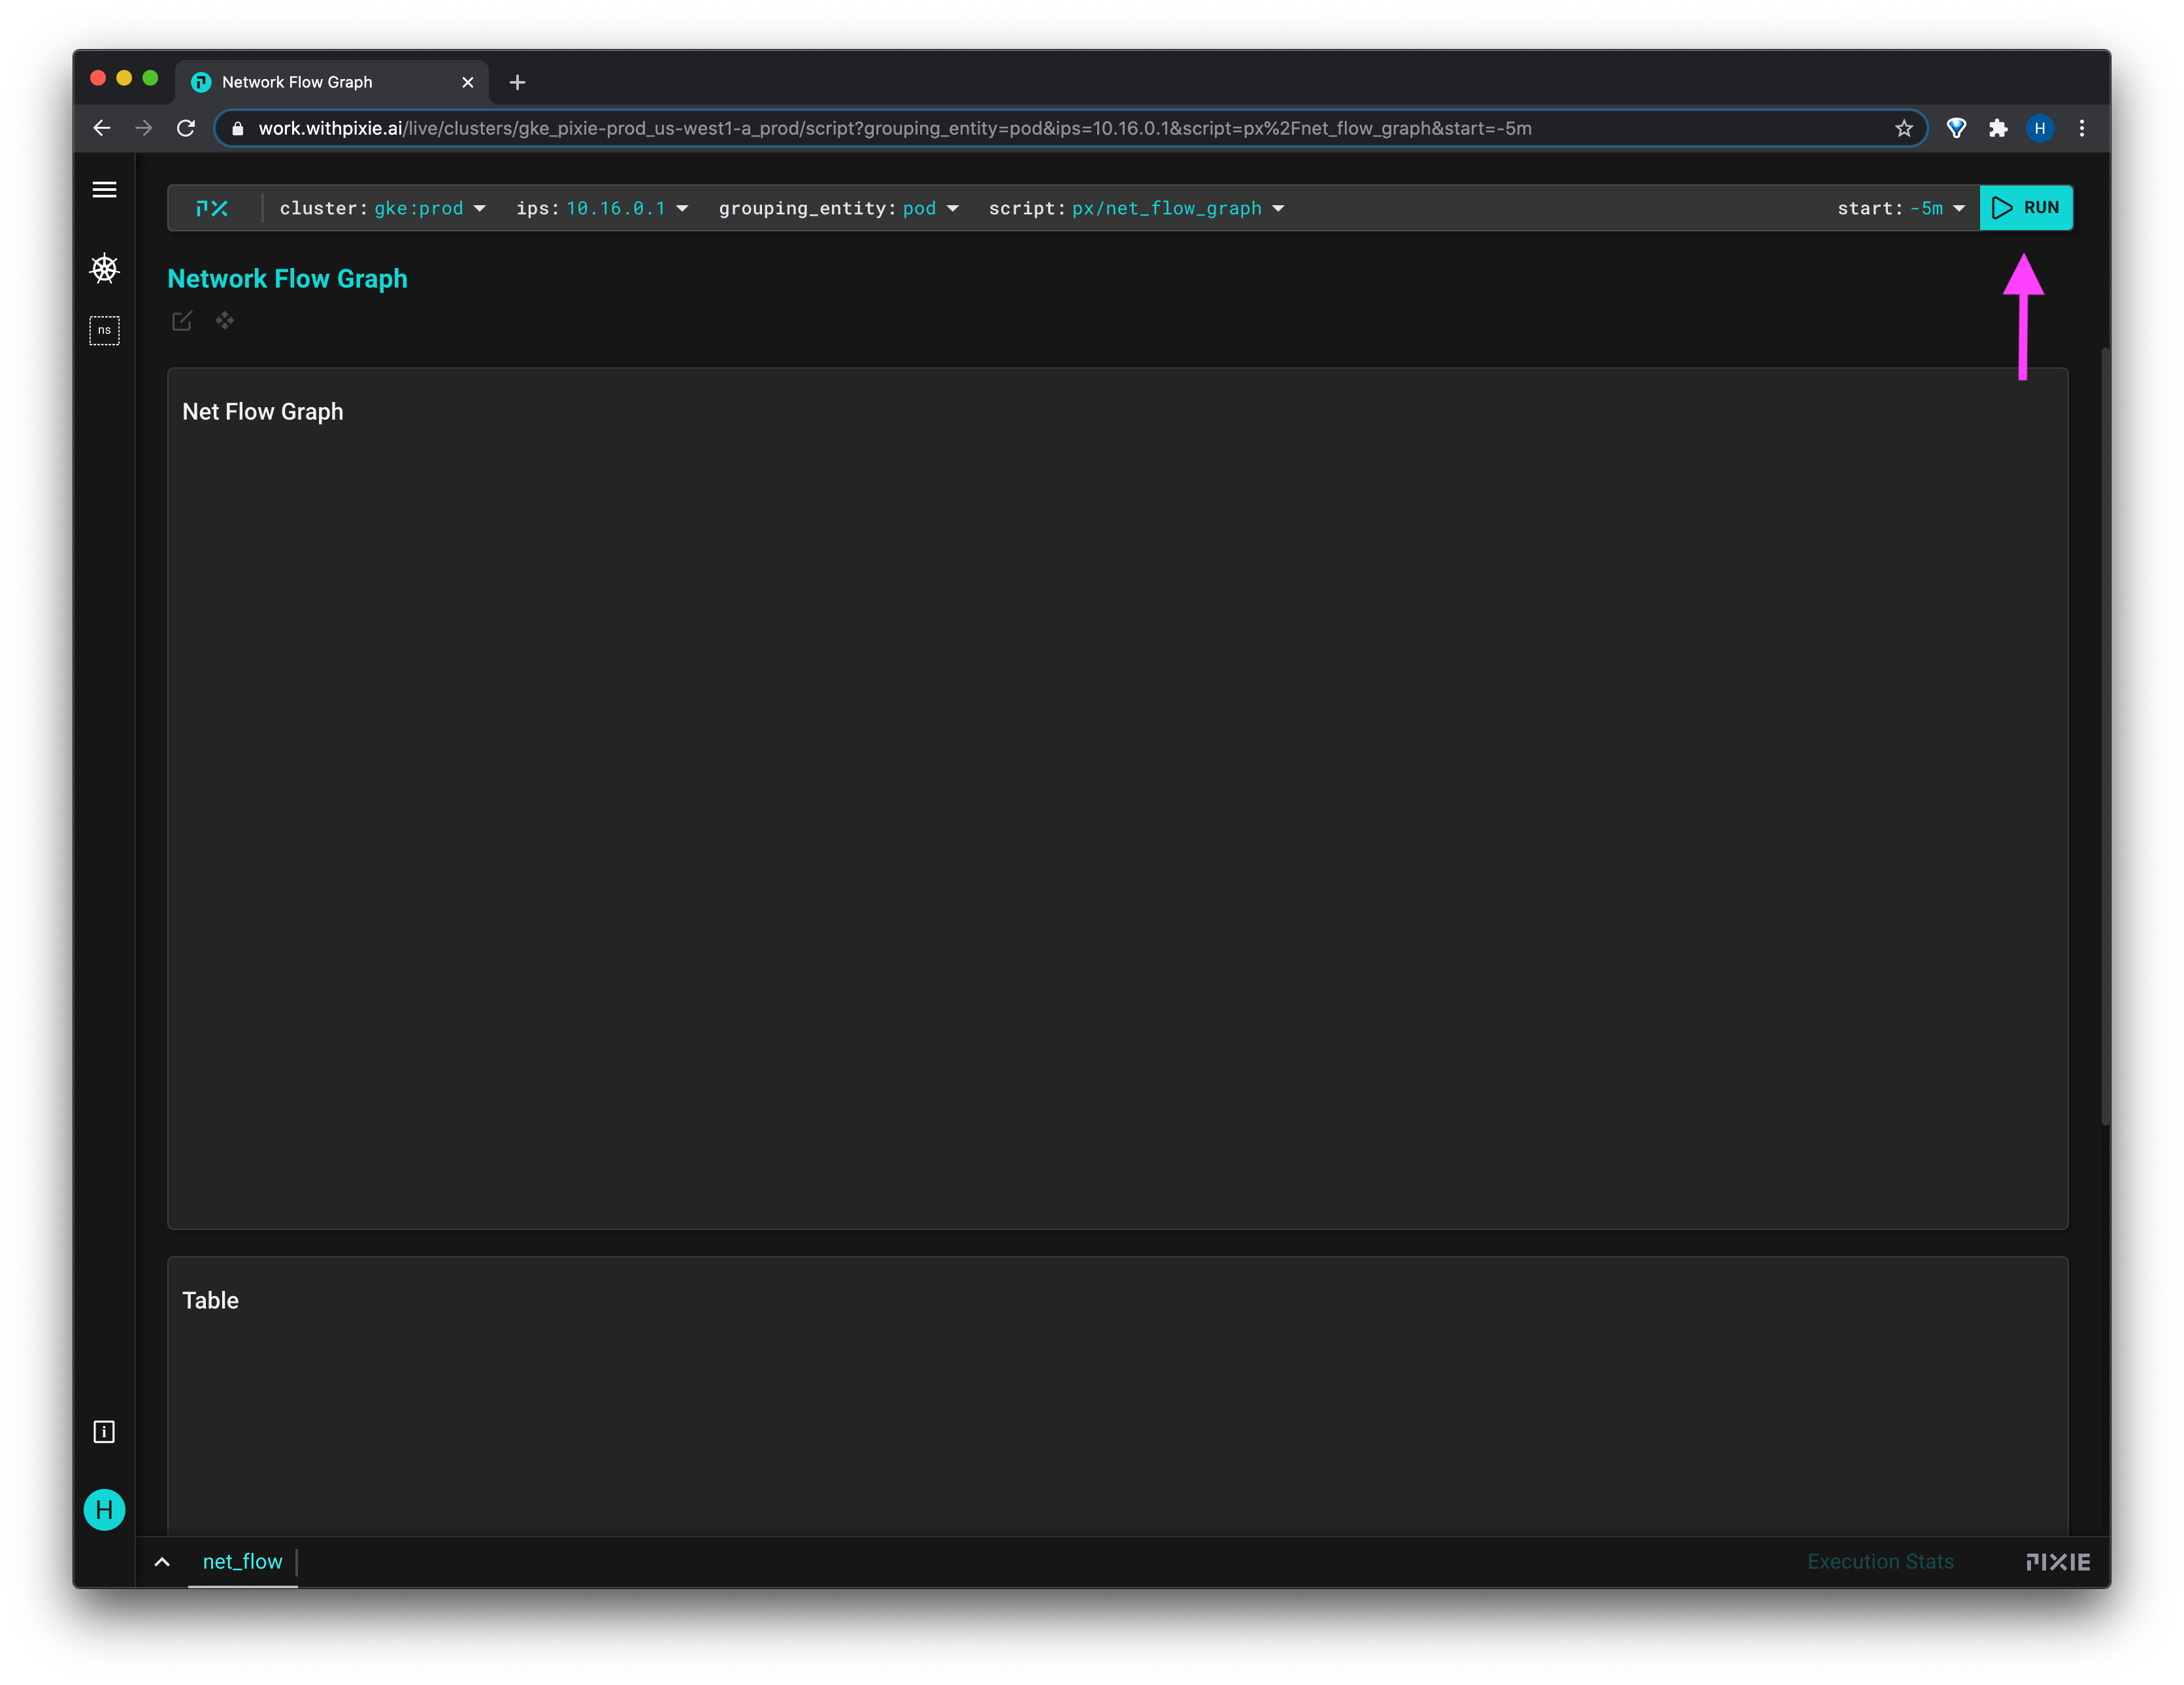 Network Flow Graph
work.withpixie.ai/live/clusters/gke_pixie-prod_us-west1-a_prod/script?grouping_entity=pod&ips=10.16.0.1&script=px%2Fnet_flow_graph&start=-5m
H
cluster: gke:prod ips: 10.16.0.1 grouping_entity: pod script: px/net_flow_graph start: -5m RUN
Network Flow Graph
ns
Net Flow Graph
Table
i
H
net_flow
Execution Stats
PIXIE